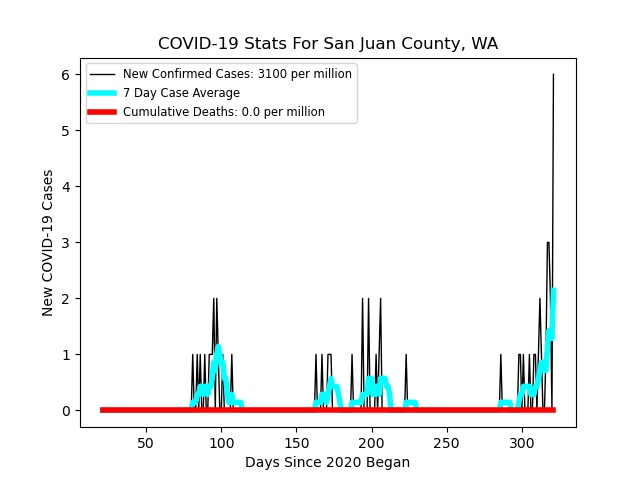 COVID-19 Stats For San Juan County, WA
New Confirmed Cases: 3100 per million
7 Day Case Average
Cumulative Deaths: 0.0 per million
New COVID-19 Cases
6
5
4
3
2
1
0
50 100 150 200 250 300
Days Since 2020 Began